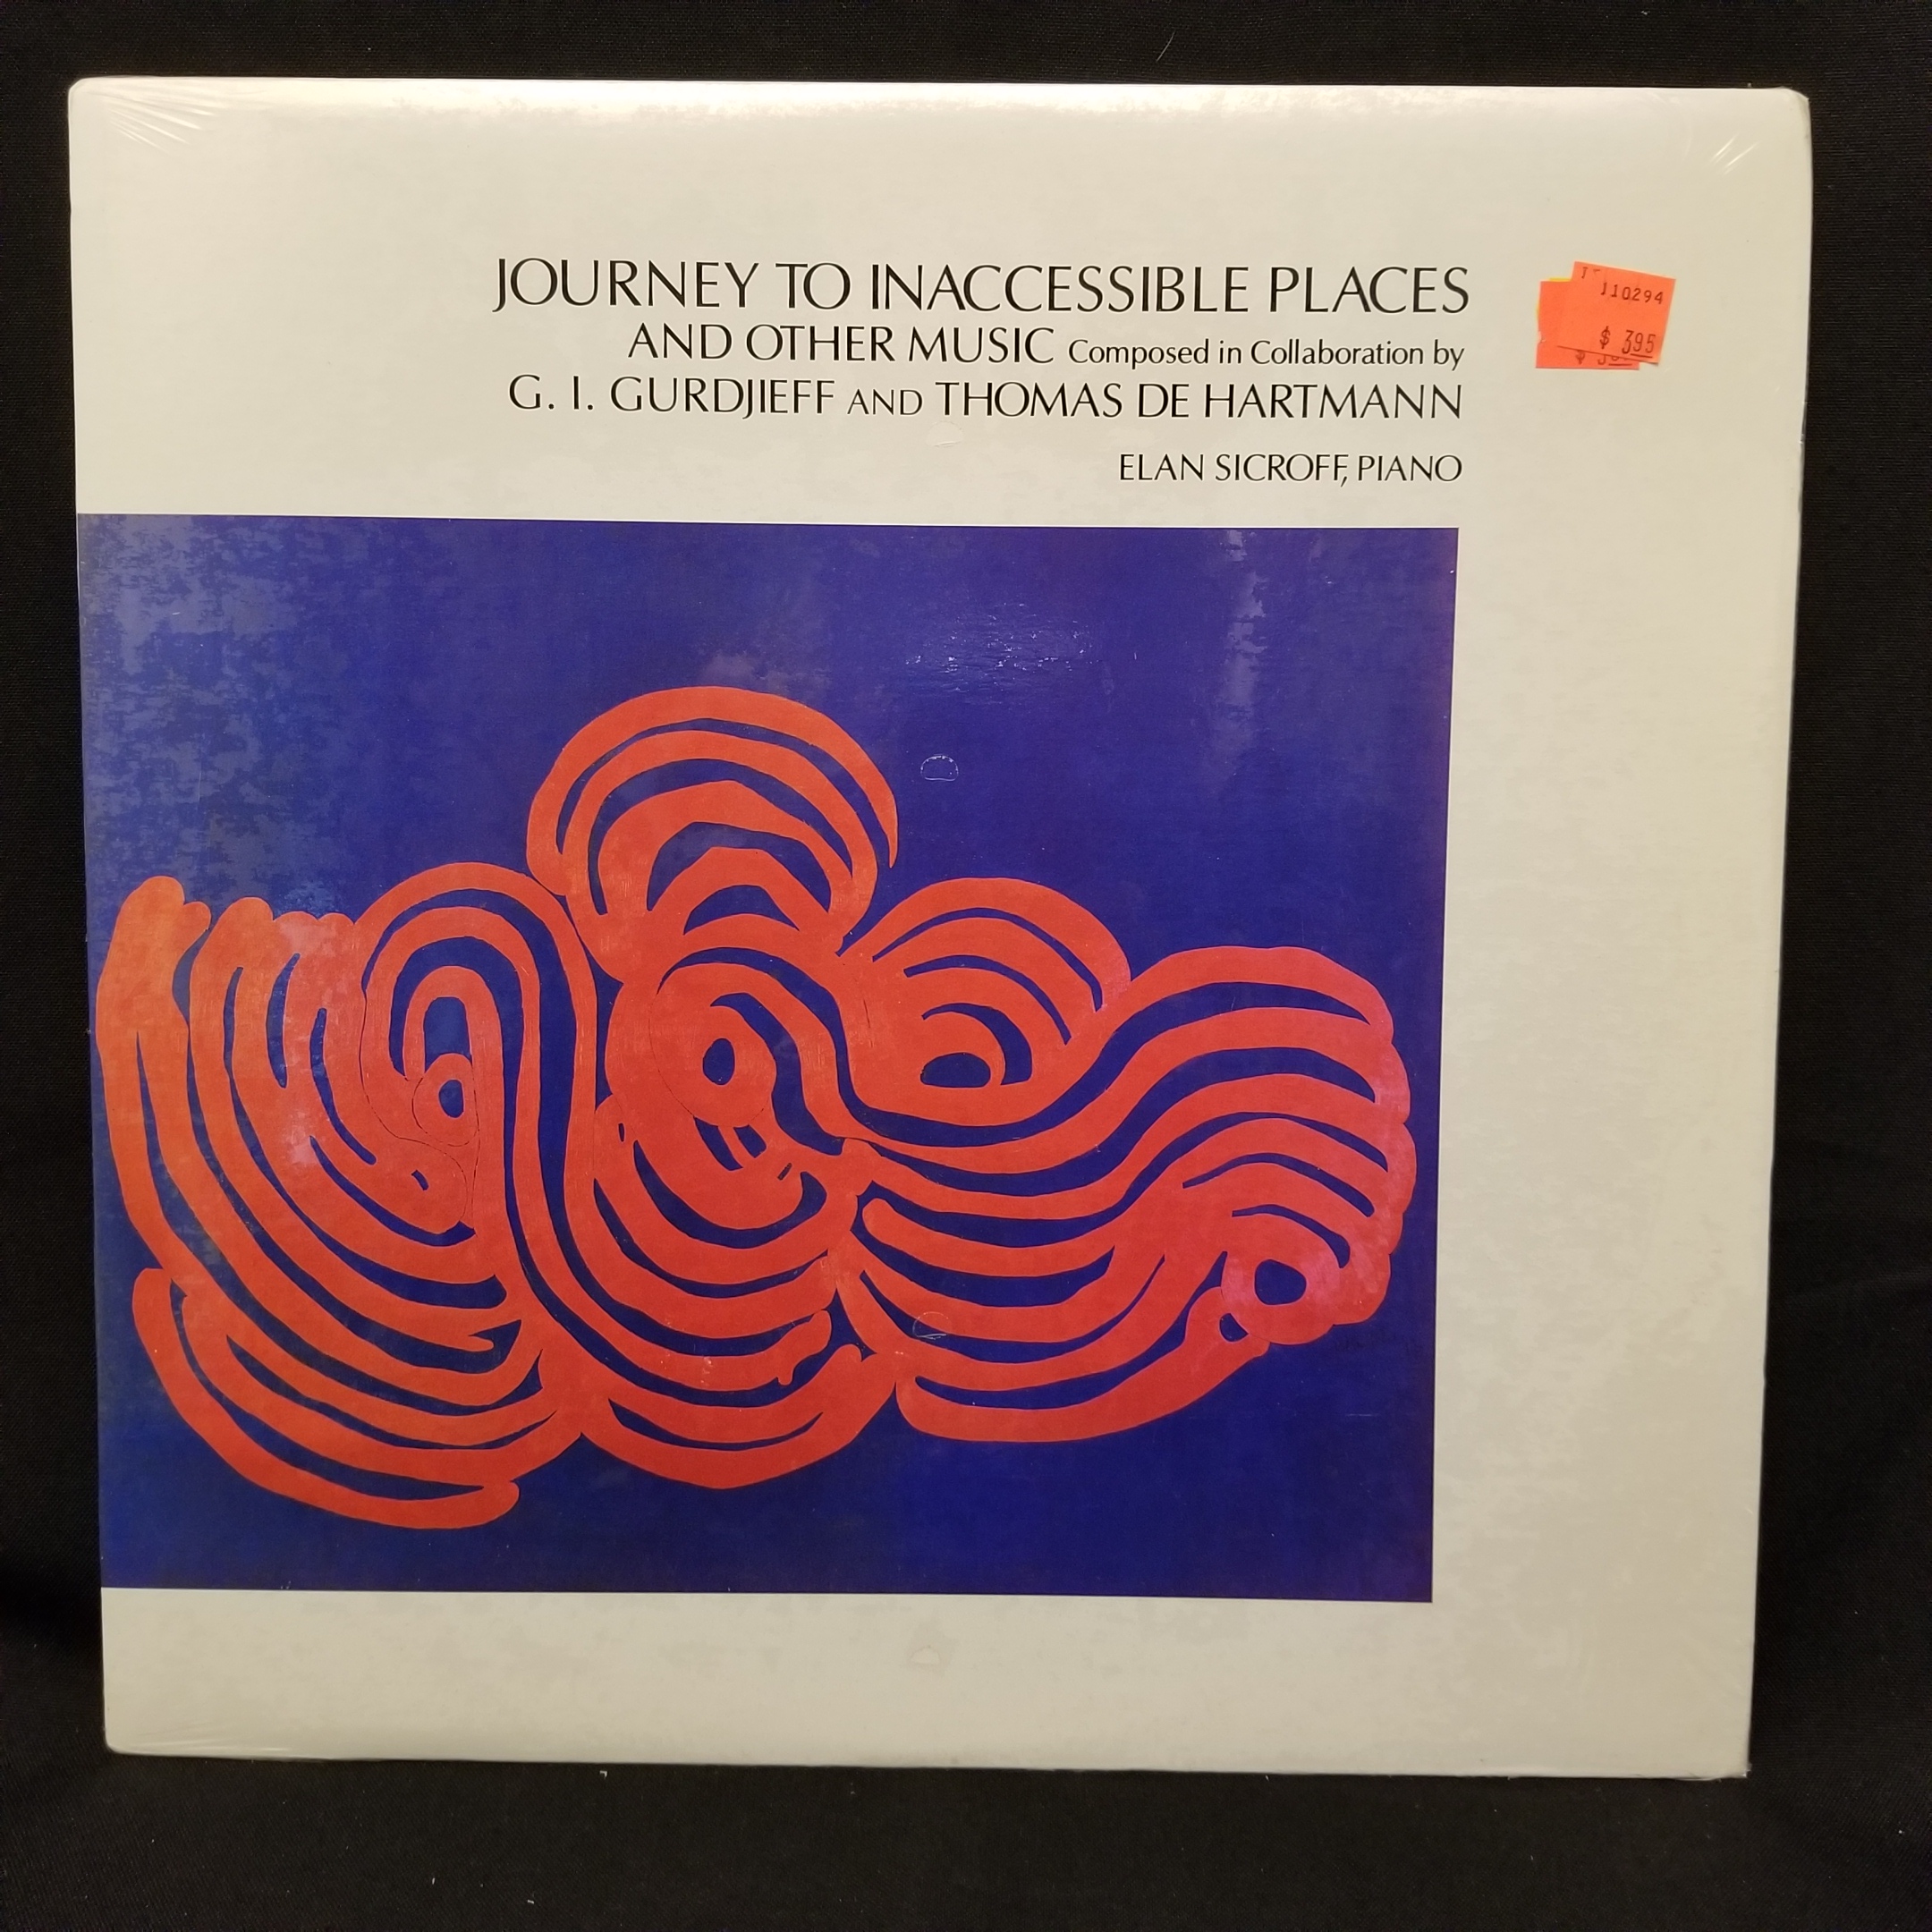 JOURNEY TO INACCESSIBLE PLACES
AND OTHER MUSIC Composed in Collaboration by
G. I. GURDJIEFF AND THOMAS DE HARTMANN
ELAN SICROFF, PIANO
110294
$ 395